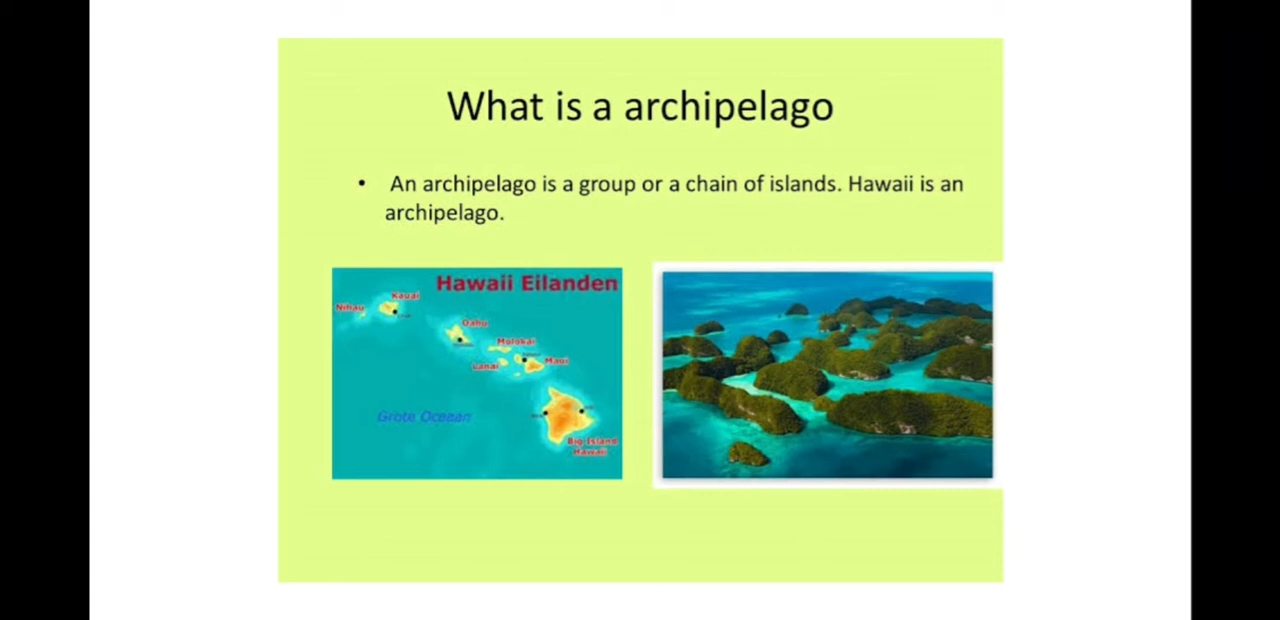 What is a archipelago
• An archipelago is a group or a chain of islands. Hawaii is an
archipelago.
Hawaii Eilanden
Kauai
Nihau
Oahu
Molokai
Lanai
Maui
Grote Oceaan
Big Island
Hawaii